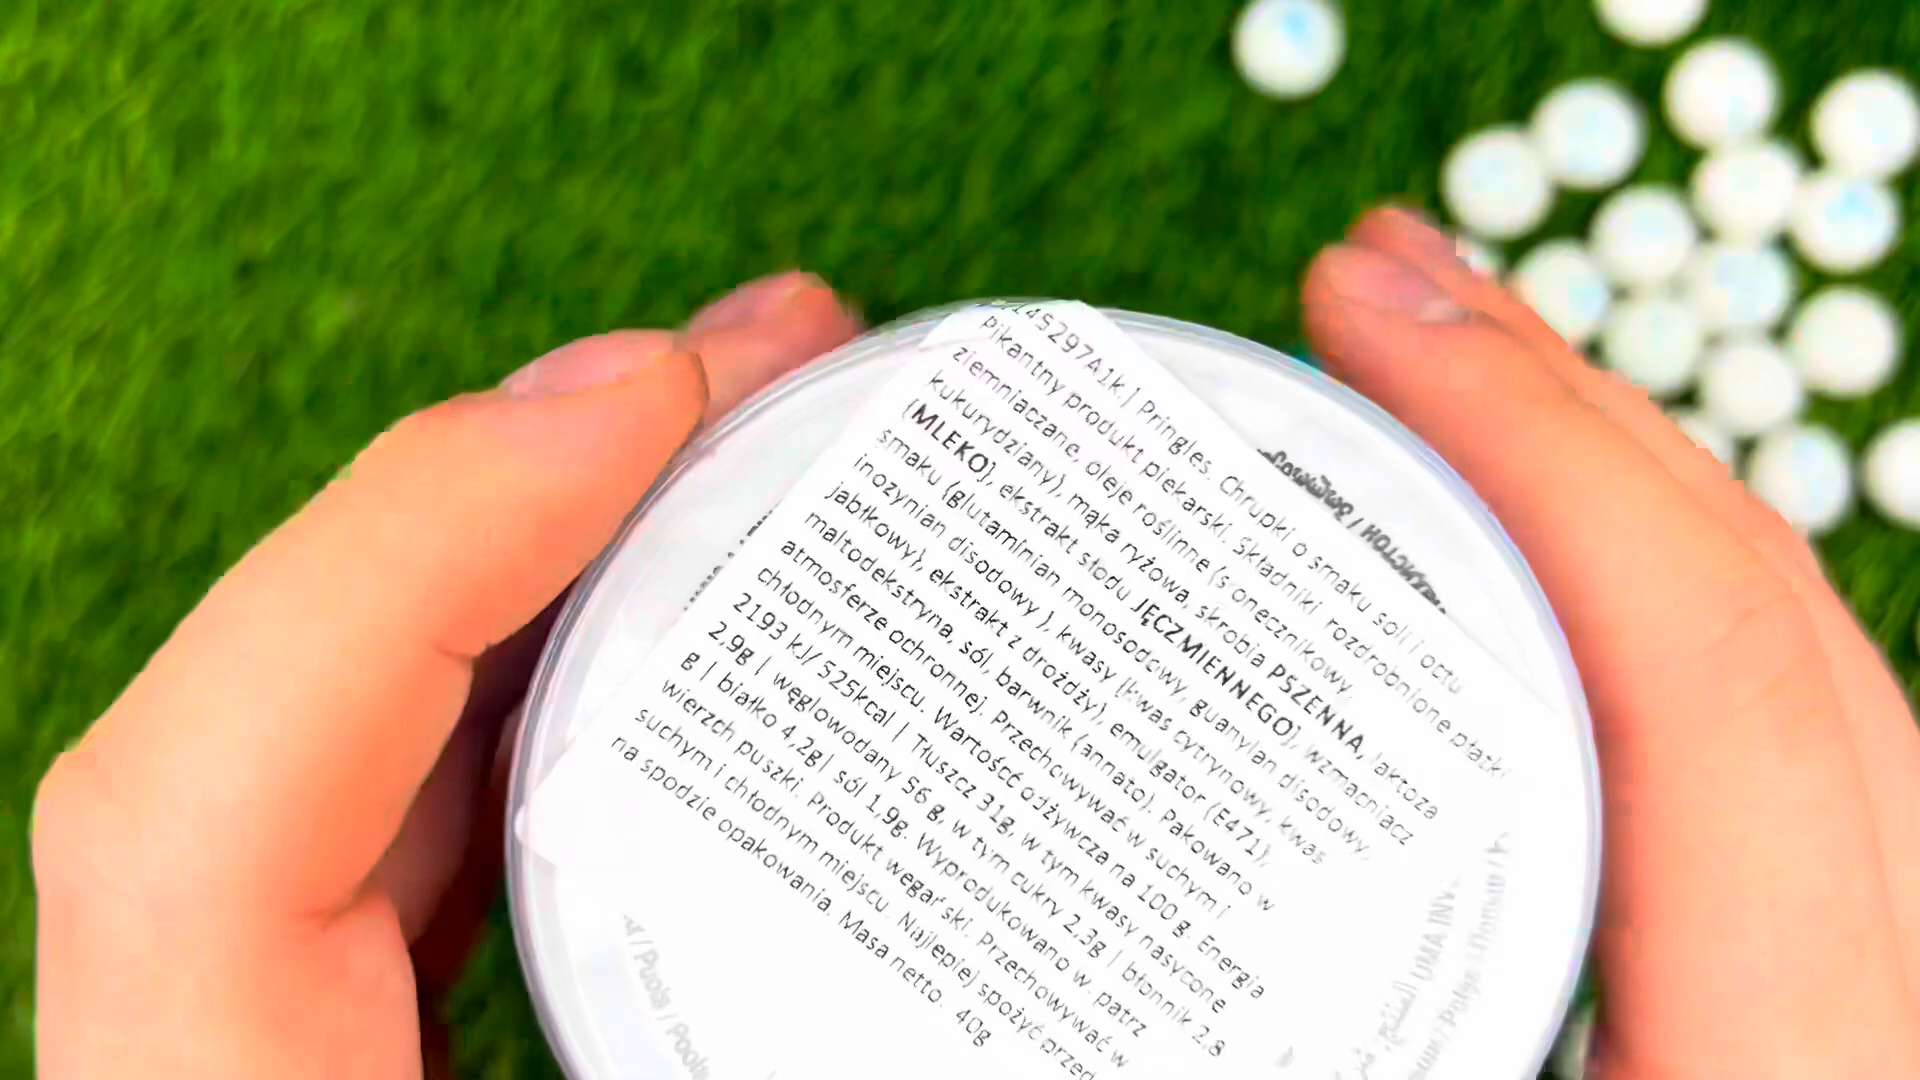 145297A1k.| Pringles. Chrupki o smaku soli i octu
Pikantny produkt piekarski. Składniki: rozdrobnione płatki
ziemniaczane, oleje roślinne (słonecznikowy,
kukurydziany), mąka ryżowa, skrobia PSZENNA, laktoza
(MLEKO), ekstrakt słodu JĘCZMIENNEGO), wzmacniacz
smaku (glutaminian monosodowy, guanylan disodowy,
inozynian disodowy), kwasy (kwas cytrynowy, kwas
jabłkowy), ekstrakt z drożdży), emulgator (E471),
maltodekstryna, sól, barwnik (annato). Pakowano w
atmosferze ochronnej. Przechowywać w suchym i
chłodnym miejscu. Wartość odżywcza na 100 g. Energia
2193 kJ/ 525kcal | Tłuszcz 31g, w tym kwasy nasycone
2,9g | węglowodany 56 g, w tym cukry 2,3g | błonnik 2.8
g | białko 4,2g| sól 1,9g. Wyprodukowano w. patrz
wierzch puszki. Produkt węgarski. Przechowywać w
suchym i chłodnym miejscu. Najlepiej spożyć przed
na spodzie opakowania. Masa netto. 40g
/ Puola / Poola